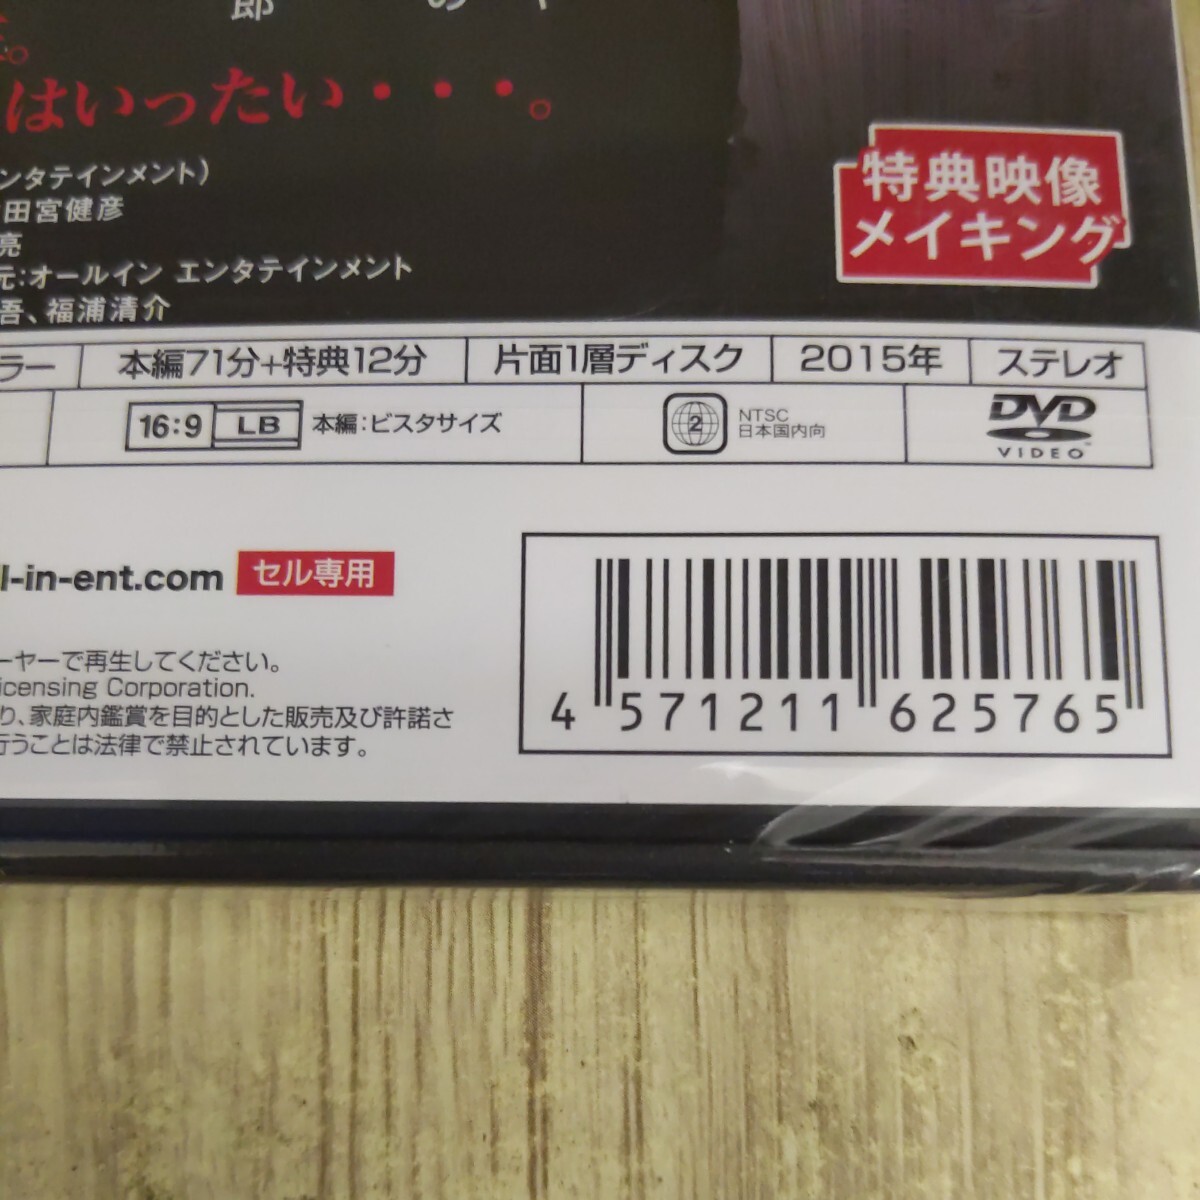 郎
の
はいったい・・・。
ンタテインメント)
田宮健彦
亮
元:オールイン エンタテインメント
吾、福浦清介
特典映像
メイキング
ラー 本編71分+特典12分 片面1層ディスク 2015年 ステレオ
16:9 LB 本編:ビスタサイズ 2 NTSC 日本国内向 DVD VIDEO
l-in-ent.com セル専用
ーヤーで再生してください。
icensing Corporation.
り、家庭内鑑賞を目的とした販売及び許諾さ
行うことは法律で禁止されています。
4 571211 625765